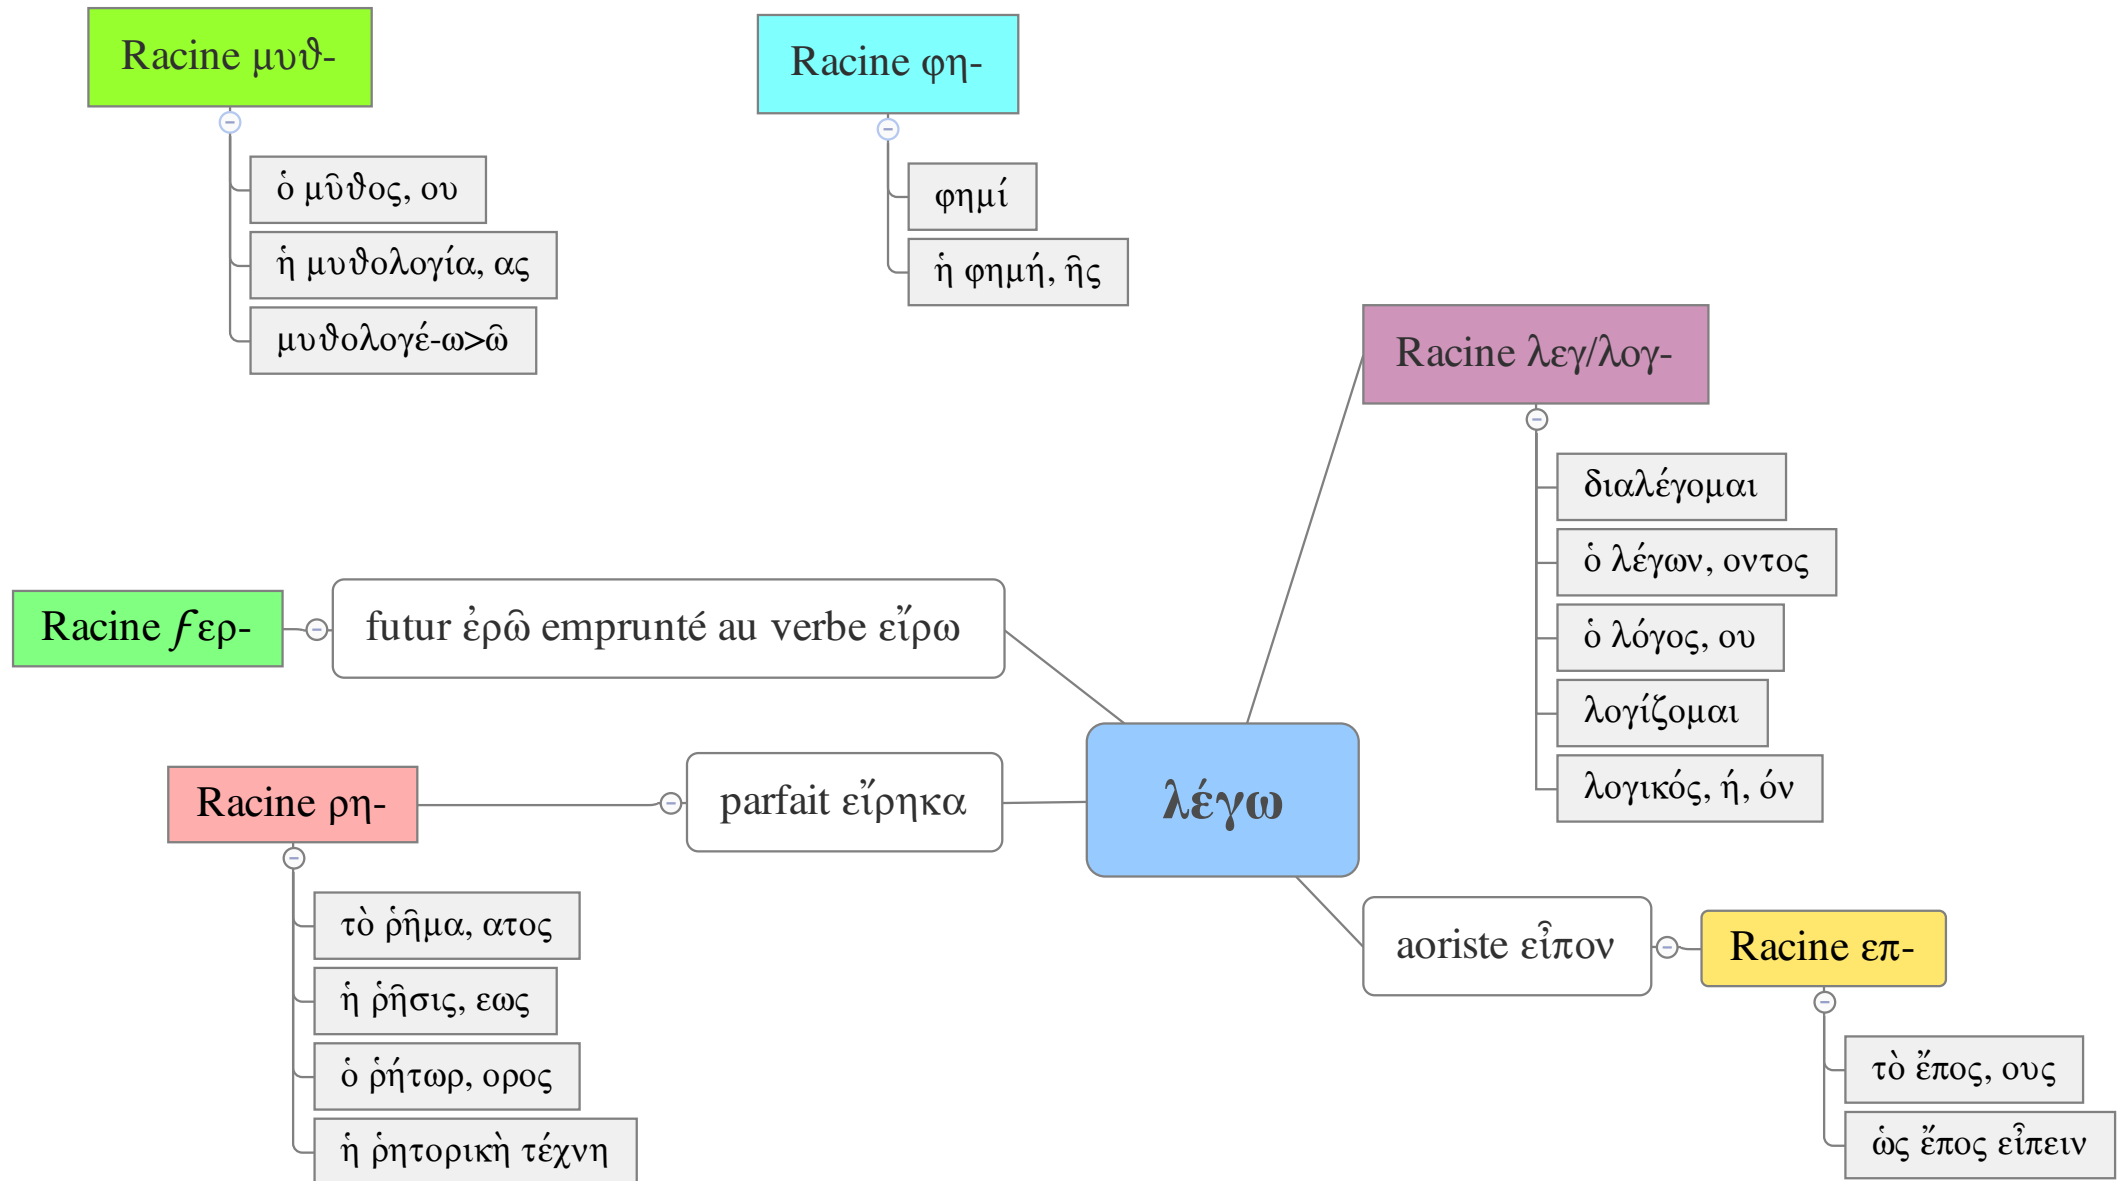 Racine μυϑ-
ὁ μῦϑος, ου
ἡ μυϑολογία, ας
μυϑολογέ-ω>ῶ
Racine φη-
φημί
ἡ φημή, ῆς
Racine λεγ/λογ-
διαλέγομαι
ὁ λέγων, οντος
ὁ λόγος, ου
λογίζομαι
λογικός, ή, όν
Racine ϝερ-
futur ἐρῶ emprunté au verbe εἴρω
Racine ρη-
parfait εἴρηκα
λέγω
τὸ ῥῆμα, ατος
ἡ ῥῆσις, εως
ὁ ῥήτωρ, ορος
ἡ ῥητορικὴ τέχνη
aoriste εἶπον
Racine επ-
τὸ ἔπος, ους
ὡς ἔπος εἶπειν